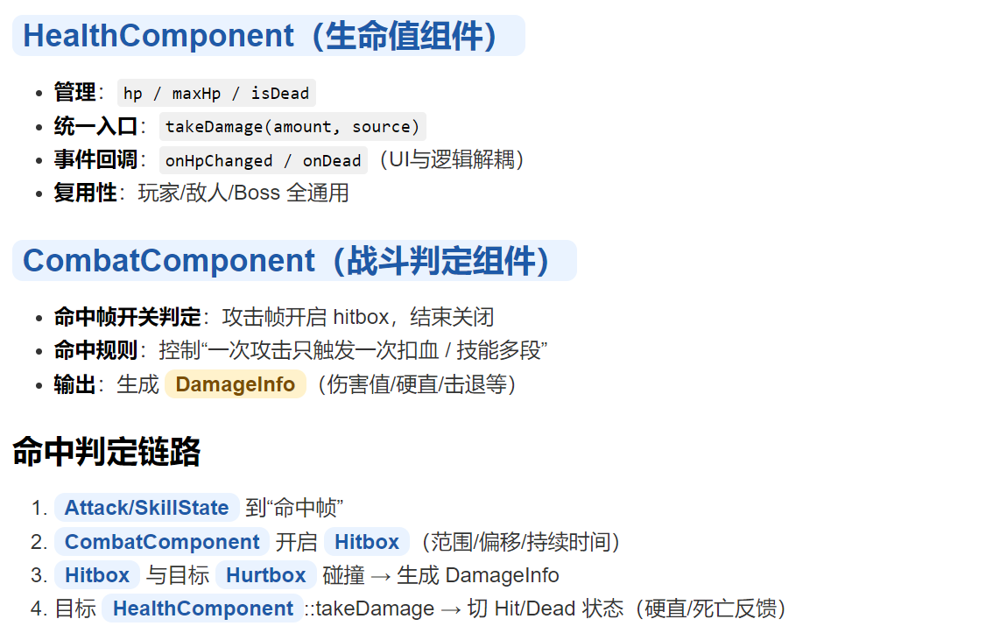 HealthComponent（生命值组件）
• 管理：hp / maxHp / isDead
• 统一入口：takeDamage(amount, source)
• 事件回调：onHpChanged / onDead（UI与逻辑解耦）
• 复用性：玩家/敌人/Boss 全通用
CombatComponent（战斗判定组件）
• 命中帧开关判定：攻击帧开启 hitbox，结束关闭
• 命中规则：控制“一次攻击只触发一次扣血 / 技能多段”
• 输出：生成 DamageInfo（伤害值/硬直/击退等）
命中判定链路
1. Attack/SkillState 到“命中帧”
2. CombatComponent 开启 Hitbox（范围/偏移/持续时间）
3. Hitbox 与目标 Hurtbox 碰撞 → 生成 DamageInfo
4. 目标 HealthComponent::takeDamage → 切 Hit/Dead 状态（硬直/死亡反馈）